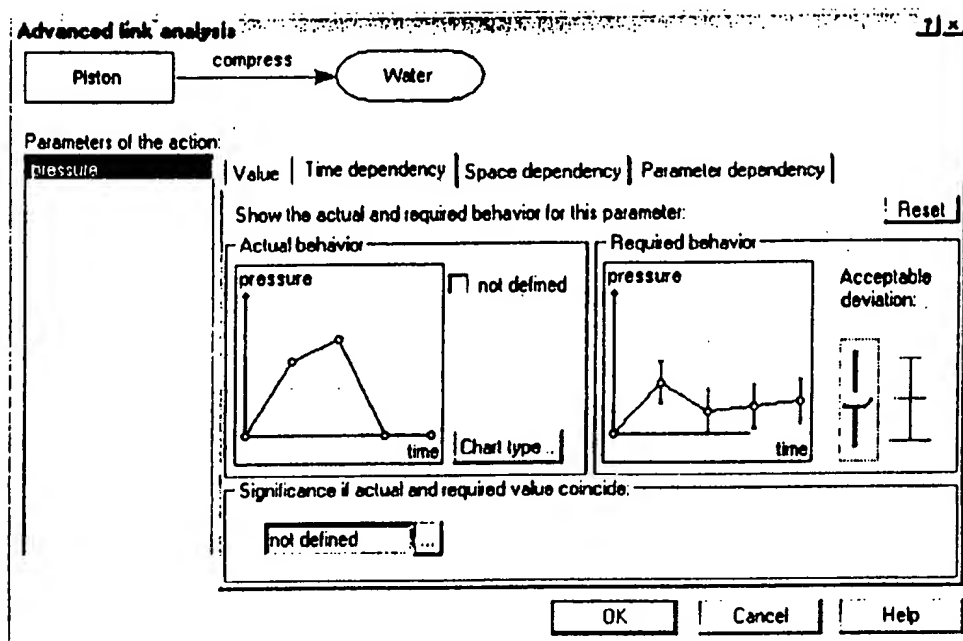 Advanced link analysis ? ×
compress
Piston
Water
Parameters of the action:
pressure
Value Time dependency Space dependency Parameter dependency
Show the actual and required behavior for this parameter:
Reset
Actual behavior
pressure
not defined
time
Chart type ..
Required behavior
pressure
time
Acceptable
deviation:
Significance if actual and required value coincide:
not defined ...
OK Cancel Help